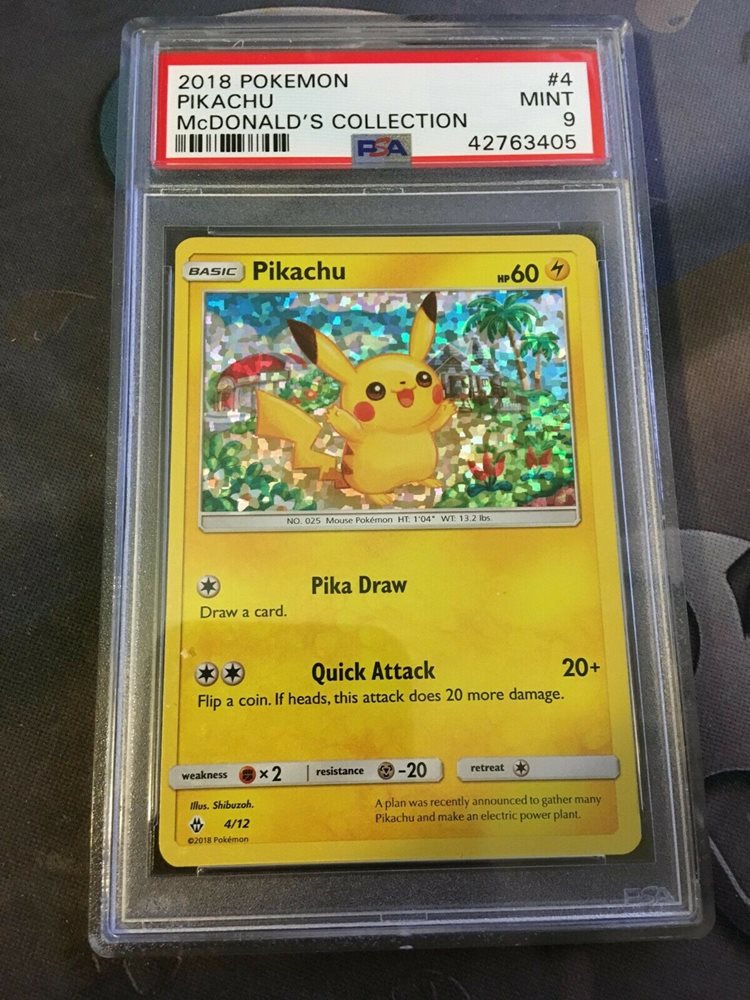 2018 POKEMON #4
PIKACHU MINT
McDONALD'S COLLECTION 9
PSA 42763405
BASIC Pikachu HP 60
NO. 025 Mouse Pokémon HT: 1'04" WT: 13.2 lbs.
Pika Draw
Draw a card.
Quick Attack 20+
Flip a coin. If heads, this attack does 20 more damage.
weakness ×2 resistance -20 retreat
Illus. Shibuzoh.
A plan was recently announced to gather many
4/12 Pikachu and make an electric power plant.
©2018 Pokémon
PSA